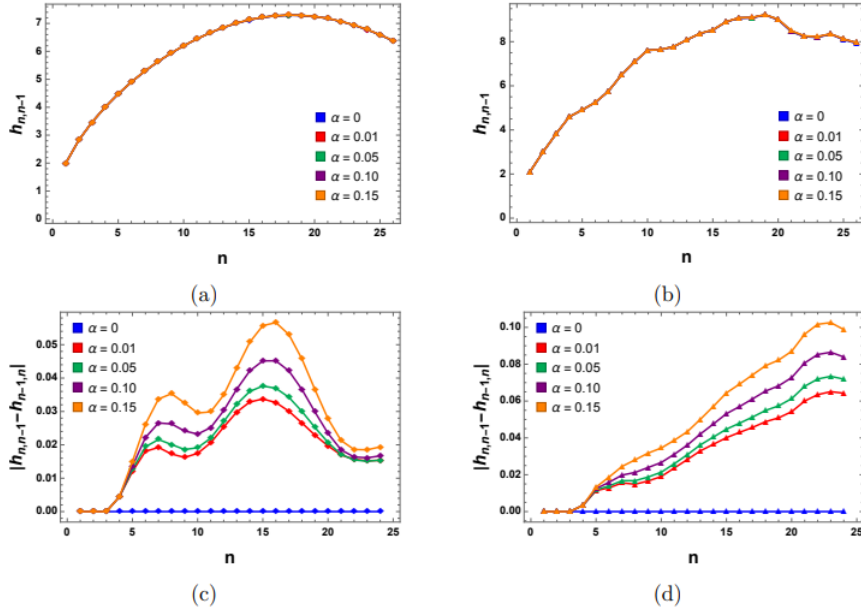 7
6
5
4
3
2
1
0
h_{n,n-1}
α = 0
α = 0.01
α = 0.05
α = 0.10
α = 0.15
0 5 10 15 20 25
n
(a)
8
6
4
2
0
h_{n,n-1}
α = 0
α = 0.01
α = 0.05
α = 0.10
α = 0.15
0 5 10 15 20 25
n
(b)
0.05
0.04
0.03
0.02
0.01
0.00
|h_{n,n-1}-h_{n-1,n}|
α = 0
α = 0.01
α = 0.05
α = 0.10
α = 0.15
0 5 10 15 20 25
n
(c)
0.10
0.08
0.06
0.04
0.02
0.00
|h_{n,n-1}-h_{n-1,n}|
α = 0
α = 0.01
α = 0.05
α = 0.10
α = 0.15
0 5 10 15 20 25
n
(d)